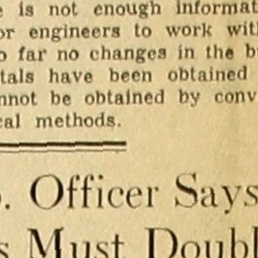 e is not enough informat
or engineers to work wit
o far no changes in the b
tals have been obtained
nnot be obtained by conv
cal methods.
o. Officer Says
s Must Doubl